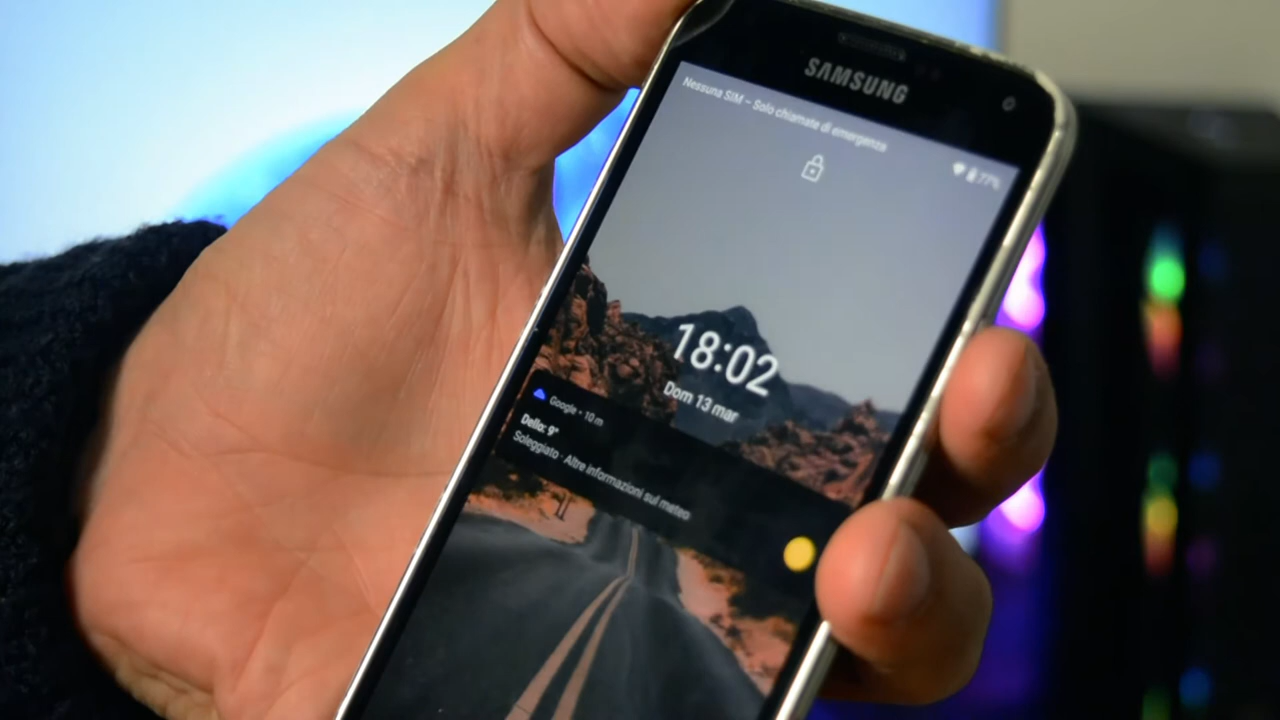 SAMSUNG
Nessuna SIM – Solo chiamate di emergenza
77%
18:02
Dom 13 mar
Google • 10 m
Dello: 9°
Soleggiato · Altre informazioni sul meteo